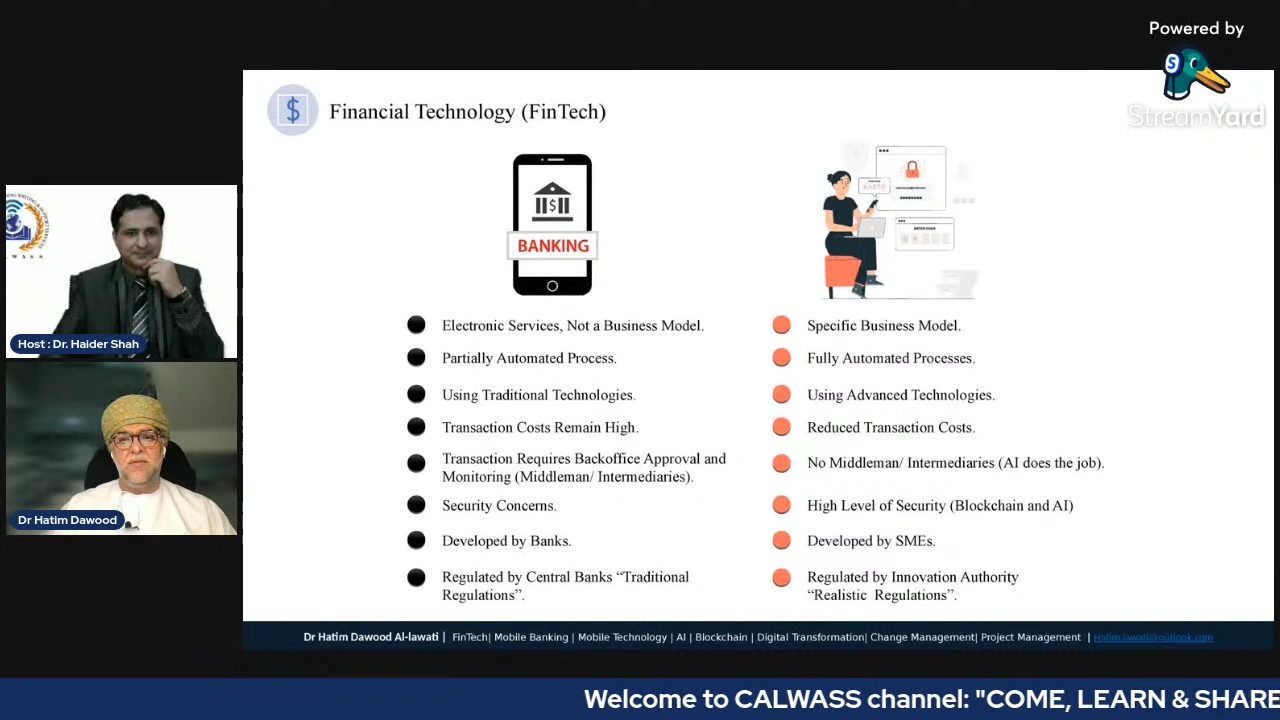 Powered by
StreamYard
Financial Technology (FinTech)
BANKING
Electronic Services, Not a Business Model.
Partially Automated Process.
Using Traditional Technologies.
Transaction Costs Remain High.
Transaction Requires Backoffice Approval and
Monitoring (Middleman/ Intermediaries).
Security Concerns.
Developed by Banks.
Regulated by Central Banks “Traditional
Regulations”.
Specific Business Model.
Fully Automated Processes.
Using Advanced Technologies.
Reduced Transaction Costs.
No Middleman/ Intermediaries (AI does the job).
High Level of Security (Blockchain and AI)
Developed by SMEs.
Regulated by Innovation Authority
“Realistic Regulations”.
Host : Dr. Haider Shah
Dr Hatim Dawood
Dr Hatim Dawood Al-lawati | FinTech| Mobile Banking | Mobile Technology | AI | Blockchain | Digital Transformation| Change Management| Project Management | Hatim.lawati@outlook.com
Welcome to CALWASS channel: "COME, LEARN & SHARE